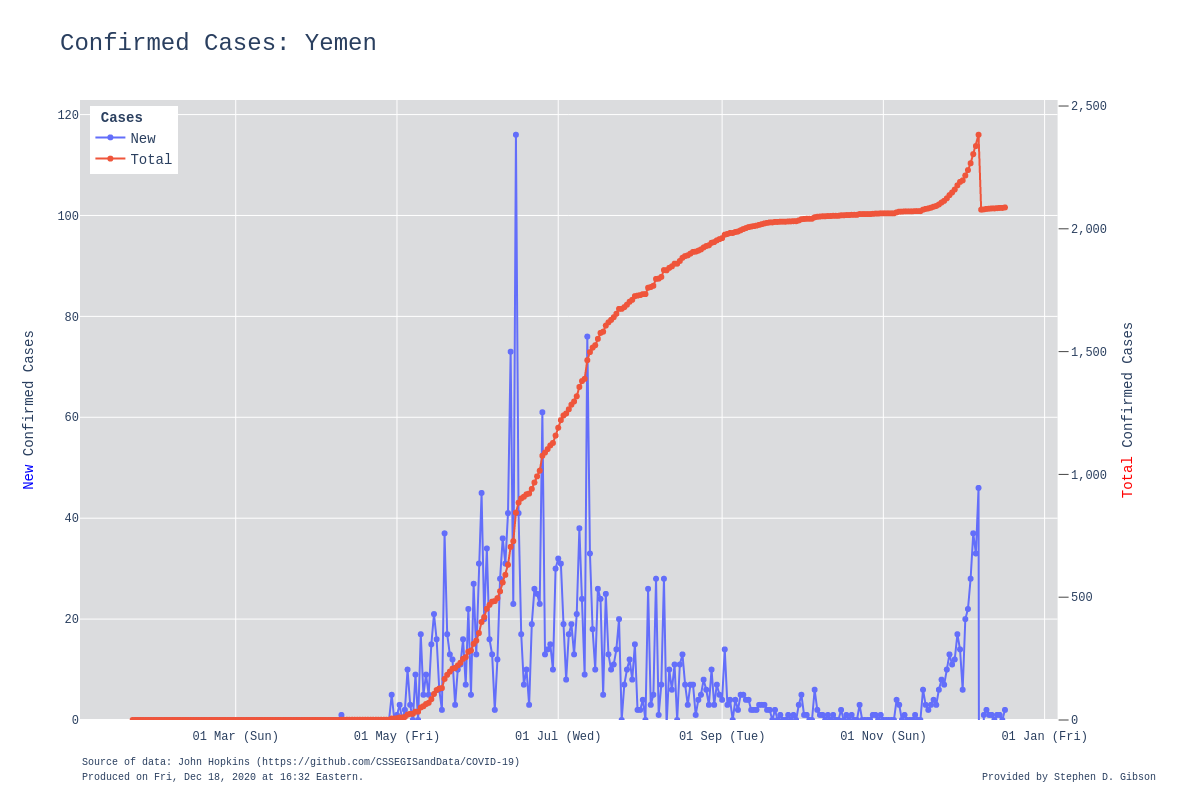 Confirmed Cases: Yemen
Cases
New
Total
120
100
80
60
40
20
0
2,500
2,000
1,500
1,000
500
0
New Confirmed Cases
Total Confirmed Cases
01 Mar (Sun)
01 May (Fri)
01 Jul (Wed)
01 Sep (Tue)
01 Nov (Sun)
01 Jan (Fri)
Source of data: John Hopkins (https://github.com/CSSEGISandData/COVID-19)
Produced on Fri, Dec 18, 2020 at 16:32 Eastern.
Provided by Stephen D. Gibson